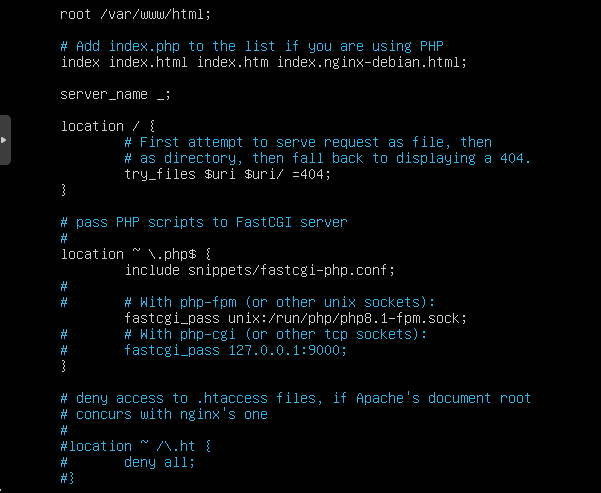 root /var/www/html;
# Add index.php to the list if you are using PHP
index index.html index.htm index.nginx-debian.html;
server_name _;
location / {
# First attempt to serve request as file, then
# as directory, then fall back to displaying a 404.
try_files $uri $uri/ =404;
}
# pass PHP scripts to FastCGI server
#
location ~ \.php$ {
include snippets/fastcgi-php.conf;
#
# # With php-fpm (or other unix sockets):
fastcgi_pass unix:/run/php/php8.1-fpm.sock;
# # With php-cgi (or other tcp sockets):
# fastcgi_pass 127.0.0.1:9000;
}
# deny access to .htaccess files, if Apache's document root
# concurs with nginx's one
#
#location ~ /\.ht {
# deny all;
#}